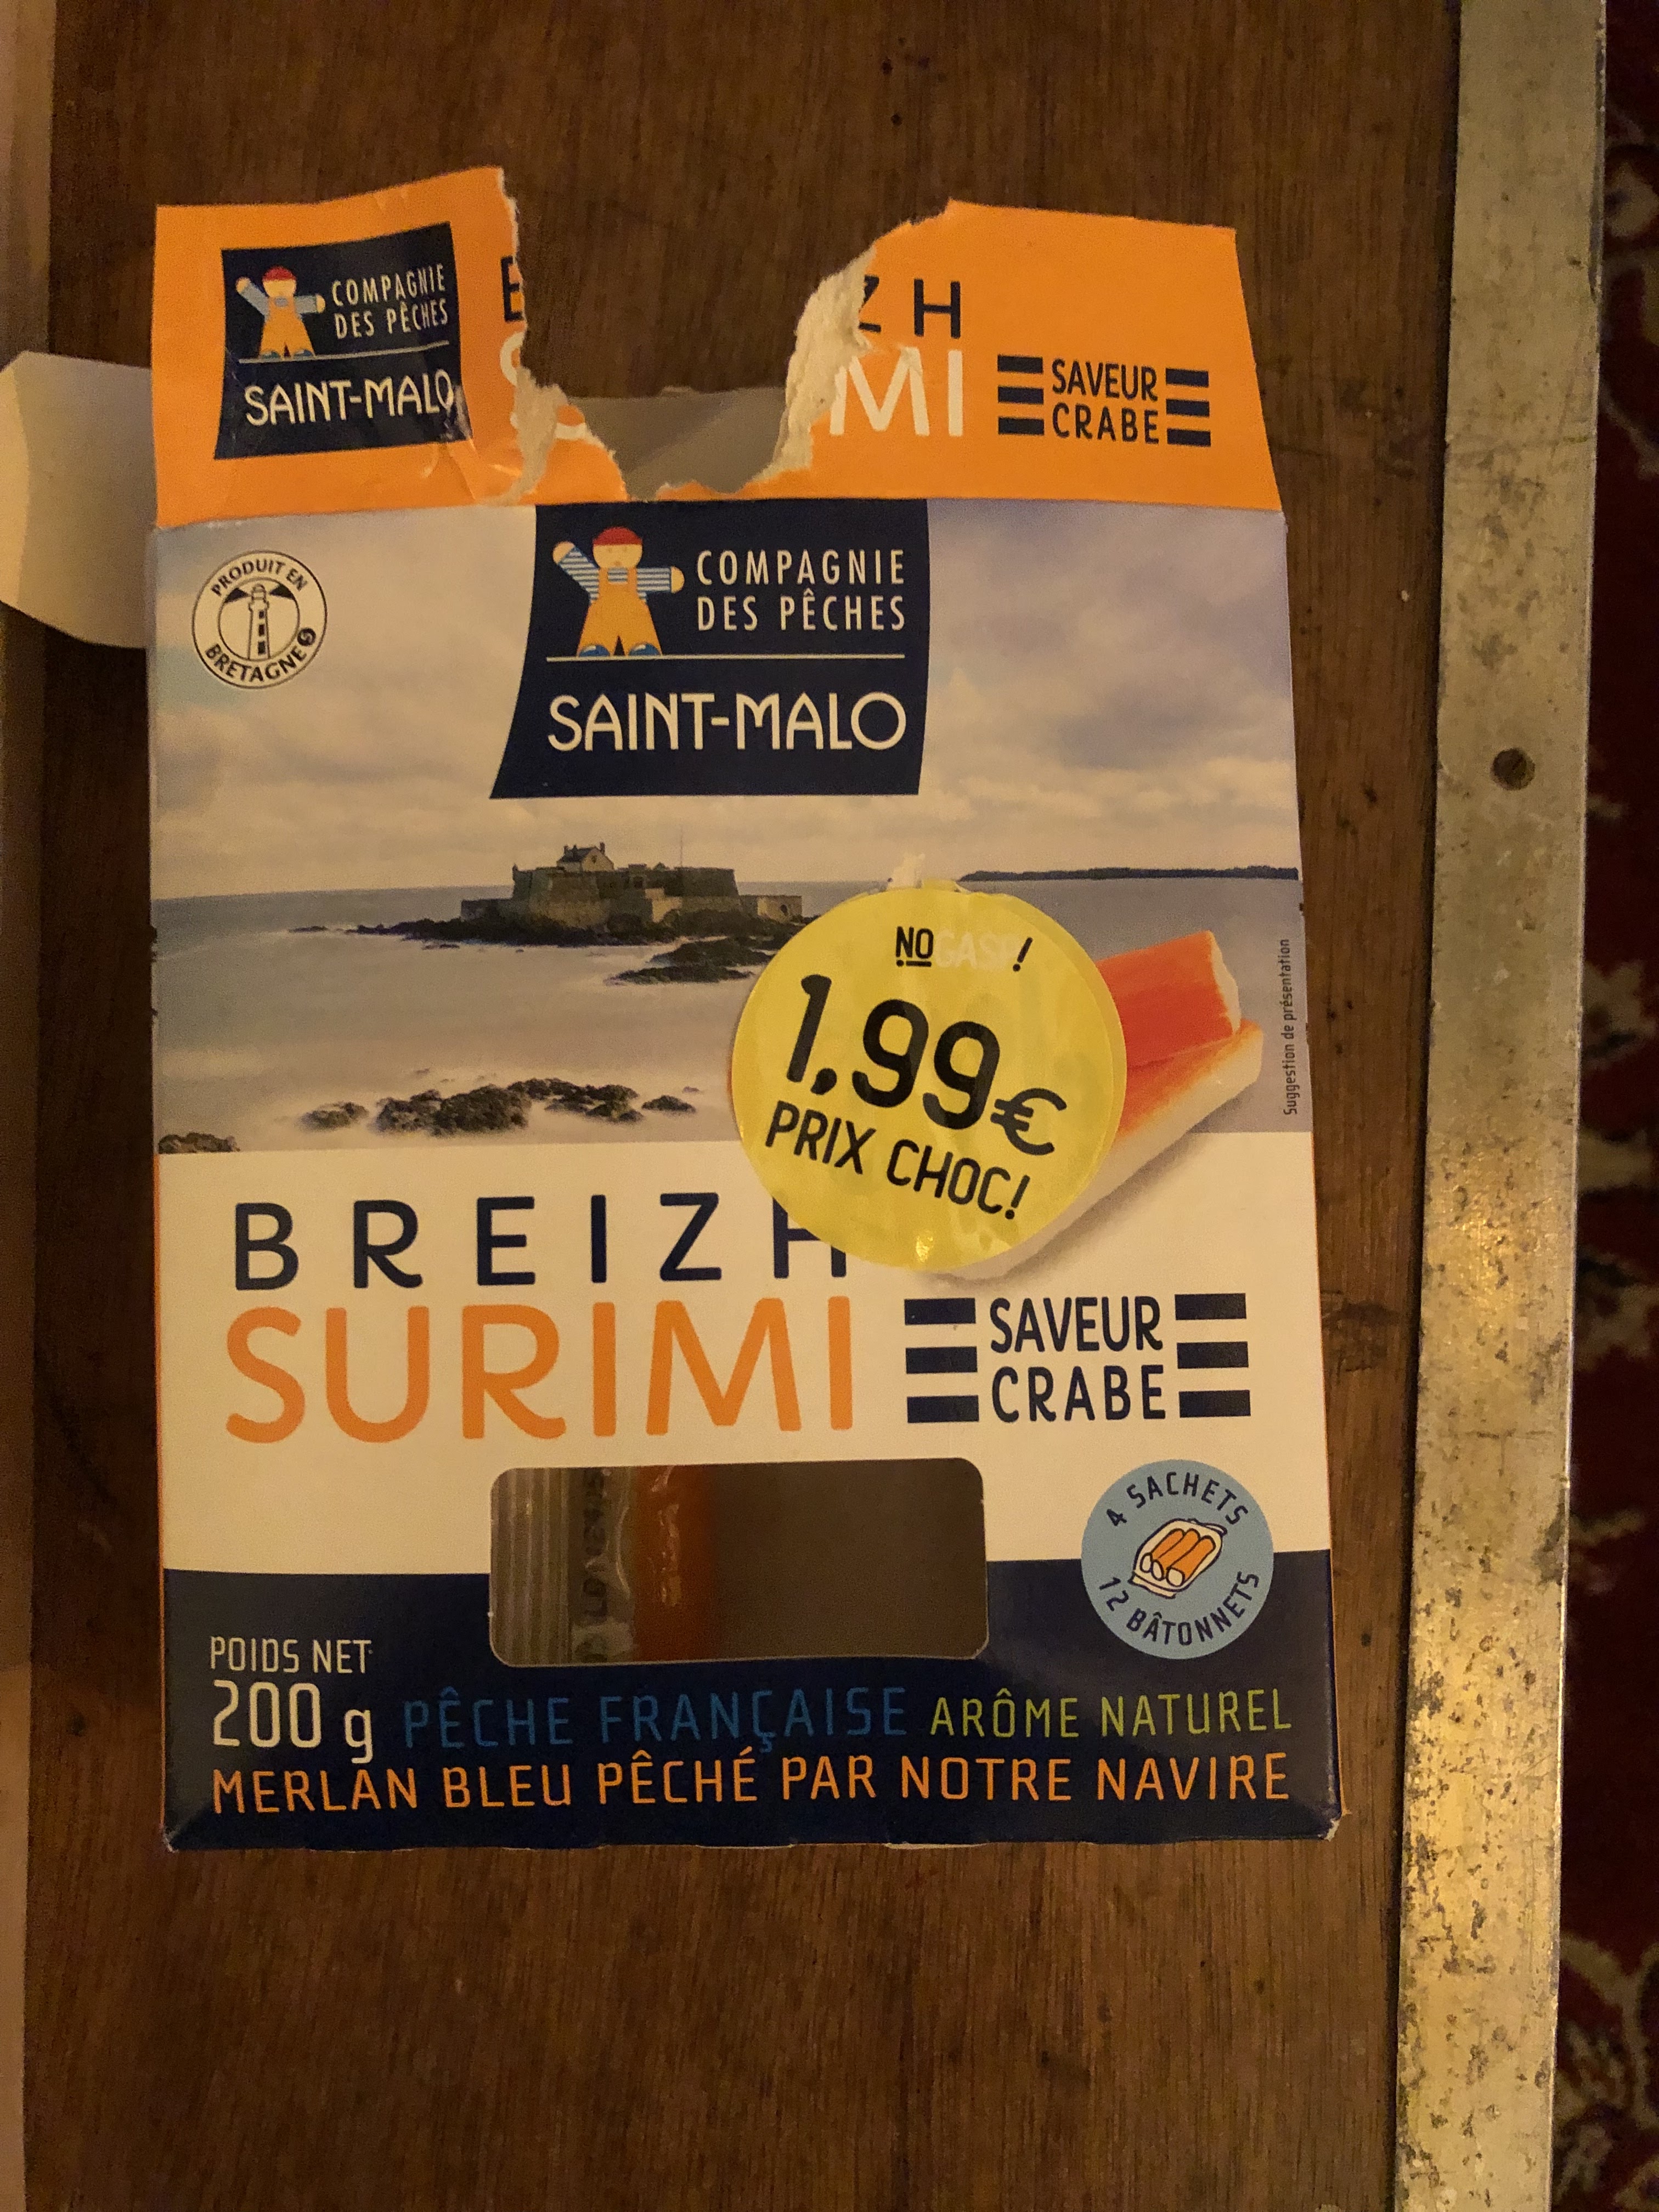 COMPAGNIE
DES PÊCHES
SAINT-MALO
ZH
MI
SAVEUR
CRABE
PRODUIT EN
BRETAGNE
COMPAGNIE
DES PÊCHES
SAINT-MALO
NOGASPI!
1,99€
PRIX CHOC!
Suggestion de présentation
BREIZH
SURIMI
SAVEUR
CRABE
4 SACHETS
12 BÂTONNETS
POIDS NET
200 g PÊCHE FRANÇAISE ARÔME NATUREL
MERLAN BLEU PÊCHÉ PAR NOTRE NAVIRE